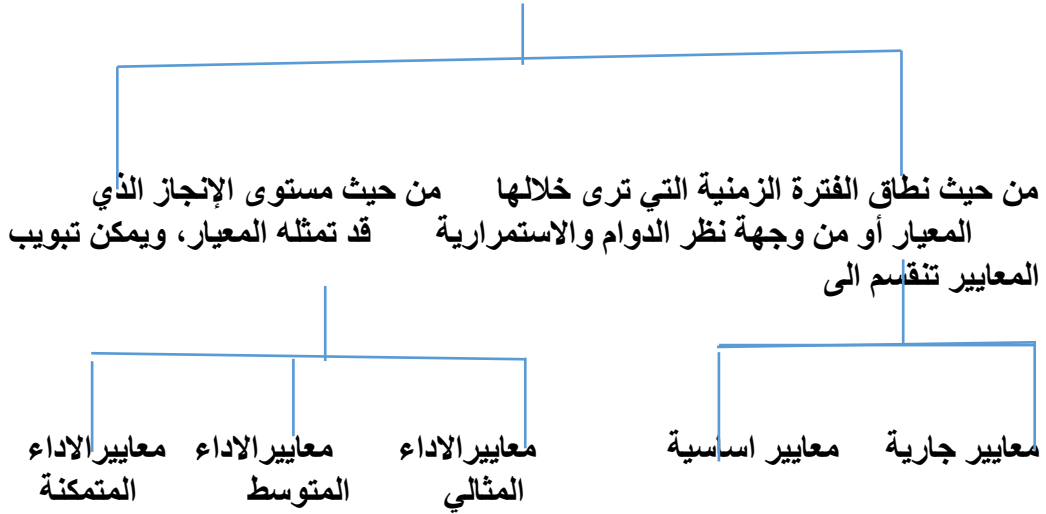 من حيث نطاق الفترة الزمنية التي ترى خلالها من حيث مستوى الإنجاز الذي
المعيار أو من وجهة نظر الدوام والاستمرارية قد تمثله المعيار، ويمكن تبويب
المعايير تنقسم الى
معايير جارية معايير اساسية معاييرالاداء معاييرالاداء معاييرالاداء
المثالي المتوسط المتمكنة